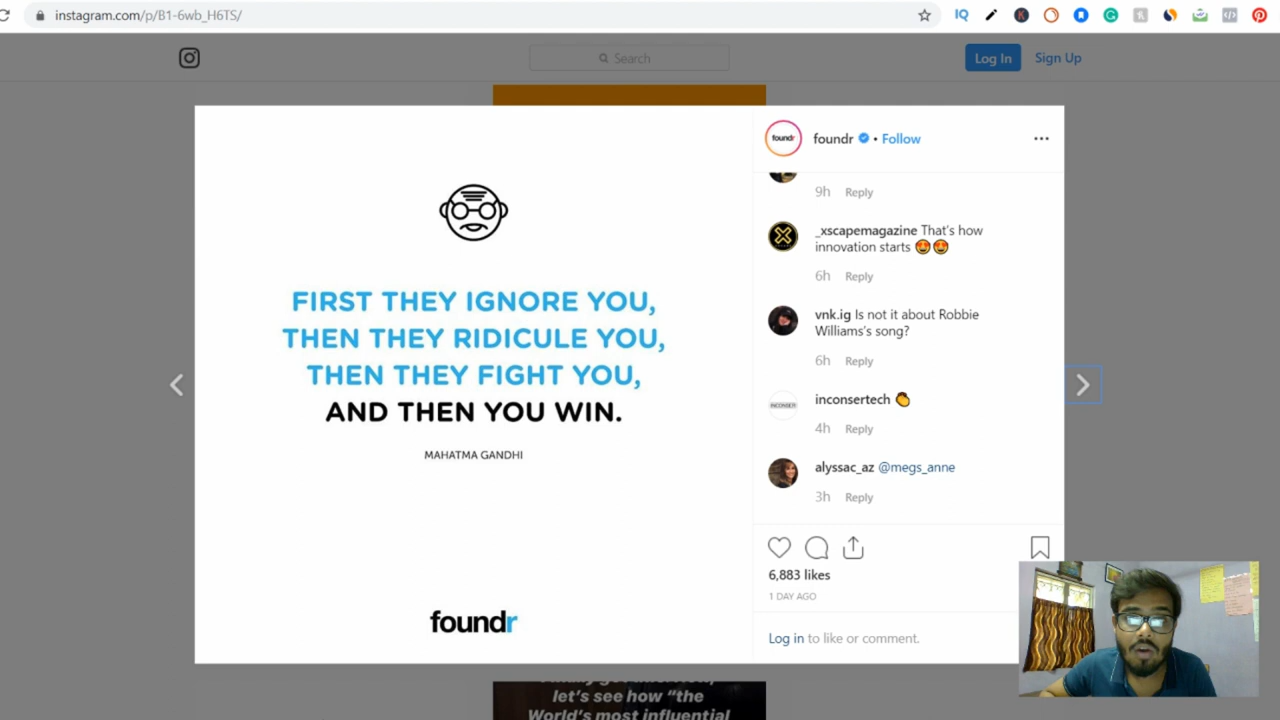 instagram.com/p/B1-6wb_H6TS/
IQ
Search
Log In
Sign Up
FIRST THEY IGNORE YOU,
THEN THEY RIDICULE YOU,
THEN THEY FIGHT YOU,
AND THEN YOU WIN.
MAHATMA GANDHI
foundr
foundr
foundr • Follow
9h Reply
_xscapemagazine That's how
innovation starts 😍😍
6h Reply
vnk.ig Is not it about Robbie
Williams's song?
6h Reply
INCONSER
inconsertech 👏
4h Reply
alyssac_az @megs_anne
3h Reply
6,883 likes
1 DAY AGO
Log in to like or comment.
let's see how "the
World's most influential